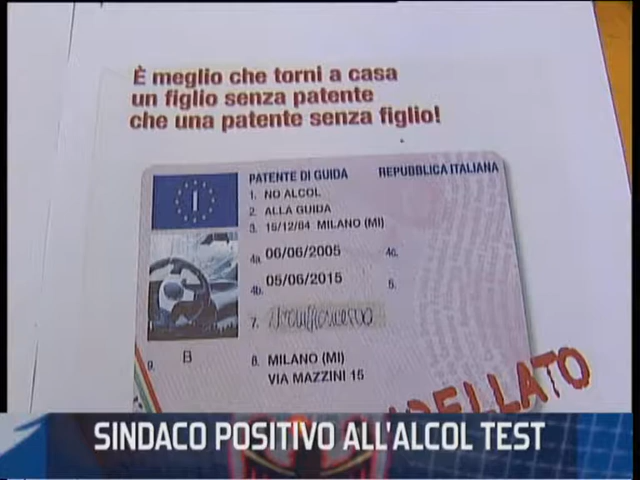 È meglio che torni a casa
un figlio senza patente
che una patente senza figlio!
PATENTE DI GUIDA REPUBBLICA ITALIANA
I
1. NO ALCOL
2. ALLA GUIDA
3. 15/12/84 MILANO (MI)
4a. 06/06/2005 4c.
4b. 05/06/2015 5.
7.
9. B 8. MILANO (MI)
VIA MAZZINI 15
SINDACO POSITIVO ALL'ALCOL TEST